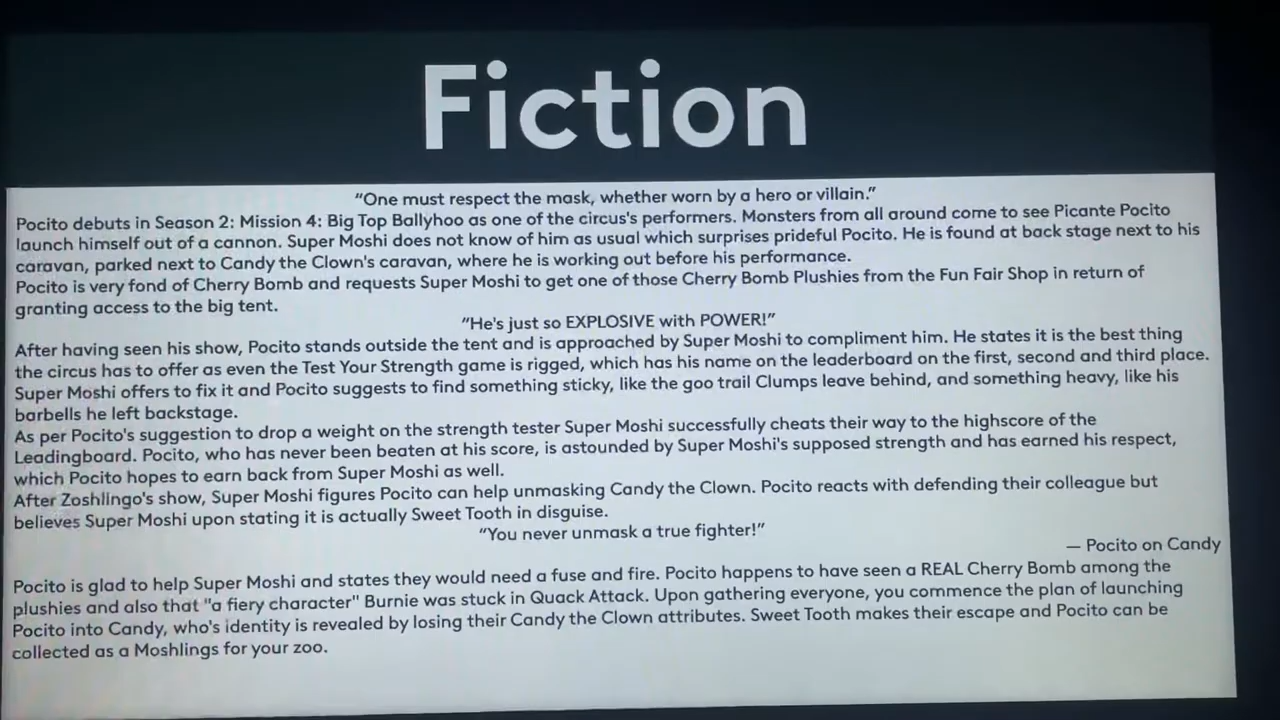 Fiction
“One must respect the mask, whether worn by a hero or villain.”
Pocito debuts in Season 2: Mission 4: Big Top Ballyhoo as one of the circus's performers. Monsters from all around come to see Picante Pocito
launch himself out of a cannon. Super Moshi does not know of him as usual which surprises prideful Pocito. He is found at back stage next to his
caravan, parked next to Candy the Clown's caravan, where he is working out before his performance.
Pocito is very fond of Cherry Bomb and requests Super Moshi to get one of those Cherry Bomb Plushies from the Fun Fair Shop in return of
granting access to the big tent.
“He's just so EXPLOSIVE with POWER!”
After having seen his show, Pocito stands outside the tent and is approached by Super Moshi to compliment him. He states it is the best thing
the circus has to offer as even the Test Your Strength game is rigged, which has his name on the leaderboard on the first, second and third place.
Super Moshi offers to fix it and Pocito suggests to find something sticky, like the goo trail Clumps leave behind, and something heavy, like his
barbells he left backstage.
As per Pocito's suggestion to drop a weight on the strength tester Super Moshi successfully cheats their way to the highscore of the
Leadingboard. Pocito, who has never been beaten at his score, is astounded by Super Moshi's supposed strength and has earned his respect,
which Pocito hopes to earn back from Super Moshi as well.
After Zoshlingo's show, Super Moshi figures Pocito can help unmasking Candy the Clown. Pocito reacts with defending their colleague but
believes Super Moshi upon stating it is actually Sweet Tooth in disguise.
“You never unmask a true fighter!”
— Pocito on Candy
Pocito is glad to help Super Moshi and states they would need a fuse and fire. Pocito happens to have seen a REAL Cherry Bomb among the
plushies and also that "a fiery character" Burnie was stuck in Quack Attack. Upon gathering everyone, you commence the plan of launching
Pocito into Candy, who's identity is revealed by losing their Candy the Clown attributes. Sweet Tooth makes their escape and Pocito can be
collected as a Moshlings for your zoo.